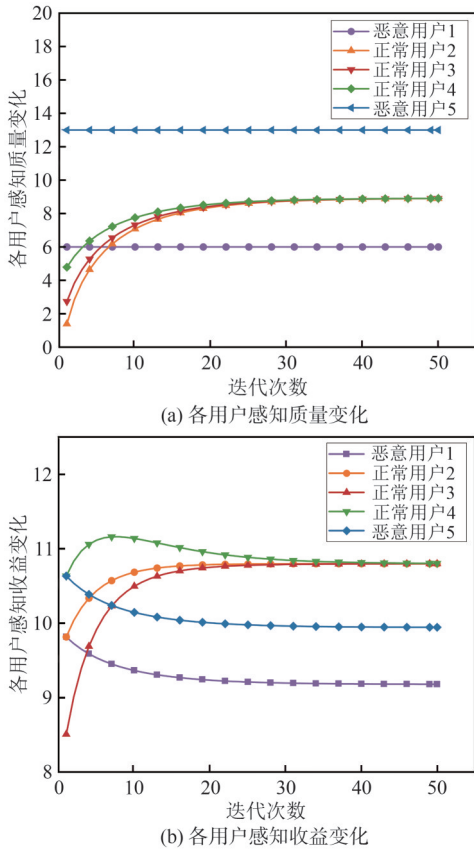 20
18
16
14
12
10
8
6
4
2
0
各用户感知质量变化
恶意用户1
正常用户2
正常用户3
正常用户4
恶意用户5
0 10 20 30 40 50
迭代次数
(a) 各用户感知质量变化
12
11
10
9
8
各用户感知收益变化
恶意用户1
正常用户2
正常用户3
正常用户4
恶意用户5
0 10 20 30 40 50
迭代次数
(b) 各用户感知收益变化